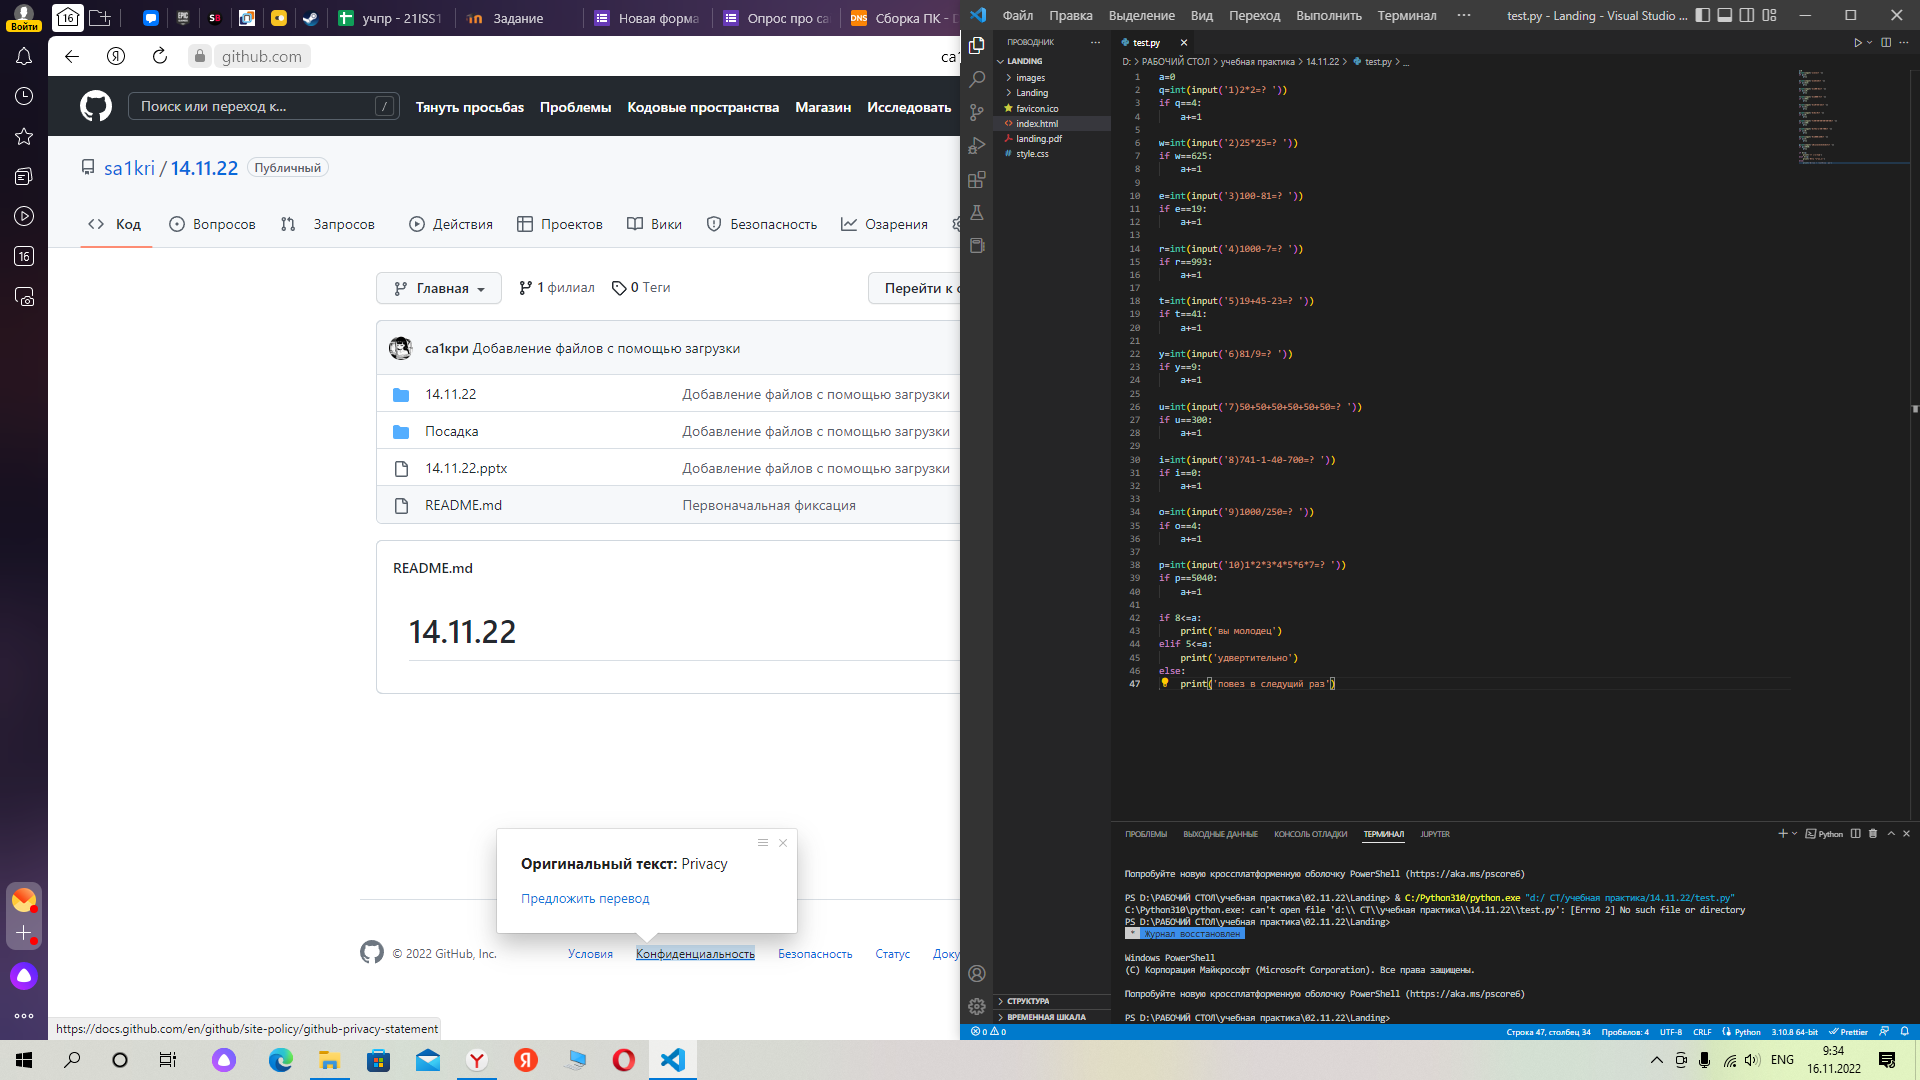 Войти
16
учпр - 21ISS1
Задание
Новая форма
Опрос про са
DNS
Сборка ПК - D
github.com
ca1
Поиск или переход к...
/
Тянуть просьбас
Проблемы
Кодовые пространства
Магазин
Исследовать
sa1kri / 14.11.22
Публичный
Код
Вопросов
Запросов
Действия
Проектов
Вики
Безопасность
Озарения
16
Главная
1 филиал
0 Теги
Перейти к
са1кри Добавление файлов с помощью загрузки
14.11.22
Добавление файлов с помощью загрузки
Посадка
Добавление файлов с помощью загрузки
14.11.22.pptx
Добавление файлов с помощью загрузки
README.md
Первоначальная фиксация
README.md
14.11.22
Оригинальный текст: Privacy
Предложить перевод
© 2022 GitHub, Inc.
Условия
Конфиденциальность
Безопасность
Статус
Доку
https://docs.github.com/en/github/site-policy/github-privacy-statement
Файл
Правка
Выделение
Вид
Переход
Выполнить
Терминал
test.py - Landing - Visual Studio ...
ПРОВОДНИК
LANDING
images
Landing
favicon.ico
index.html
landing.pdf
style.css
СТРУКТУРА
ВРЕМЕННАЯ ШКАЛА
test.py
D: > РАБОЧИЙ СТОЛ > учебная практика > 14.11.22 > test.py > ...
1 a=0
2 q=int(input('1)2*2=? '))
3 if q==4:
4 a+=1
5
6 w=int(input('2)25*25=? '))
7 if w==625:
8 a+=1
9
10 e=int(input('3)100-81=? '))
11 if e==19:
12 a+=1
13
14 r=int(input('4)1000-7=? '))
15 if r==993:
16 a+=1
17
18 t=int(input('5)19+45-23=? '))
19 if t==41:
20 a+=1
21
22 y=int(input('6)81/9=? '))
23 if y==9:
24 a+=1
25
26 u=int(input('7)50+50+50+50+50+50=? '))
27 if u==300:
28 a+=1
29
30 i=int(input('8)741-1-40-700=? '))
31 if i==0:
32 a+=1
33
34 o=int(input('9)1000/250=? '))
35 if o==4:
36 a+=1
37
38 p=int(input('10)1*2*3*4*5*6*7=? '))
39 if p==5040:
40 a+=1
41
42 if 8<=a:
43 print('вы молодец')
44 elif 5<=a:
45 print('удвертительно')
46 else:
47 print('повез в следущий раз')
ПРОБЛЕМЫ
ВЫХОДНЫЕ ДАННЫЕ
КОНСОЛЬ ОТЛАДКИ
ТЕРМИНАЛ
JUPYTER
Python
Попробуйте новую кроссплатформенную оболочку PowerShell (https://aka.ms/pscore6)
PS D:\РАБОЧИЙ СТОЛ\учебная практика\02.11.22\Landing> & C:/Python310/python.exe "d:/ СТ/учебная практика/14.11.22/test.py"
C:\Python310\python.exe: can't open file 'd:\\ СТ\\учебная практика\\14.11.22\\test.py': [Errno 2] No such file or directory
PS D:\РАБОЧИЙ СТОЛ\учебная практика\02.11.22\Landing>
* Журнал восстановлен
Windows PowerShell
(C) Корпорация Майкрософт (Microsoft Corporation). Все права защищены.
Попробуйте новую кроссплатформенную оболочку PowerShell (https://aka.ms/pscore6)
PS D:\РАБОЧИЙ СТОЛ\учебная практика\02.11.22\Landing>
0 0
Строка 47, столбец 34
Пробелов: 4
UTF-8
CRLF
Python
3.10.8 64-bit
Prettier
ENG
9:34
16.11.2022